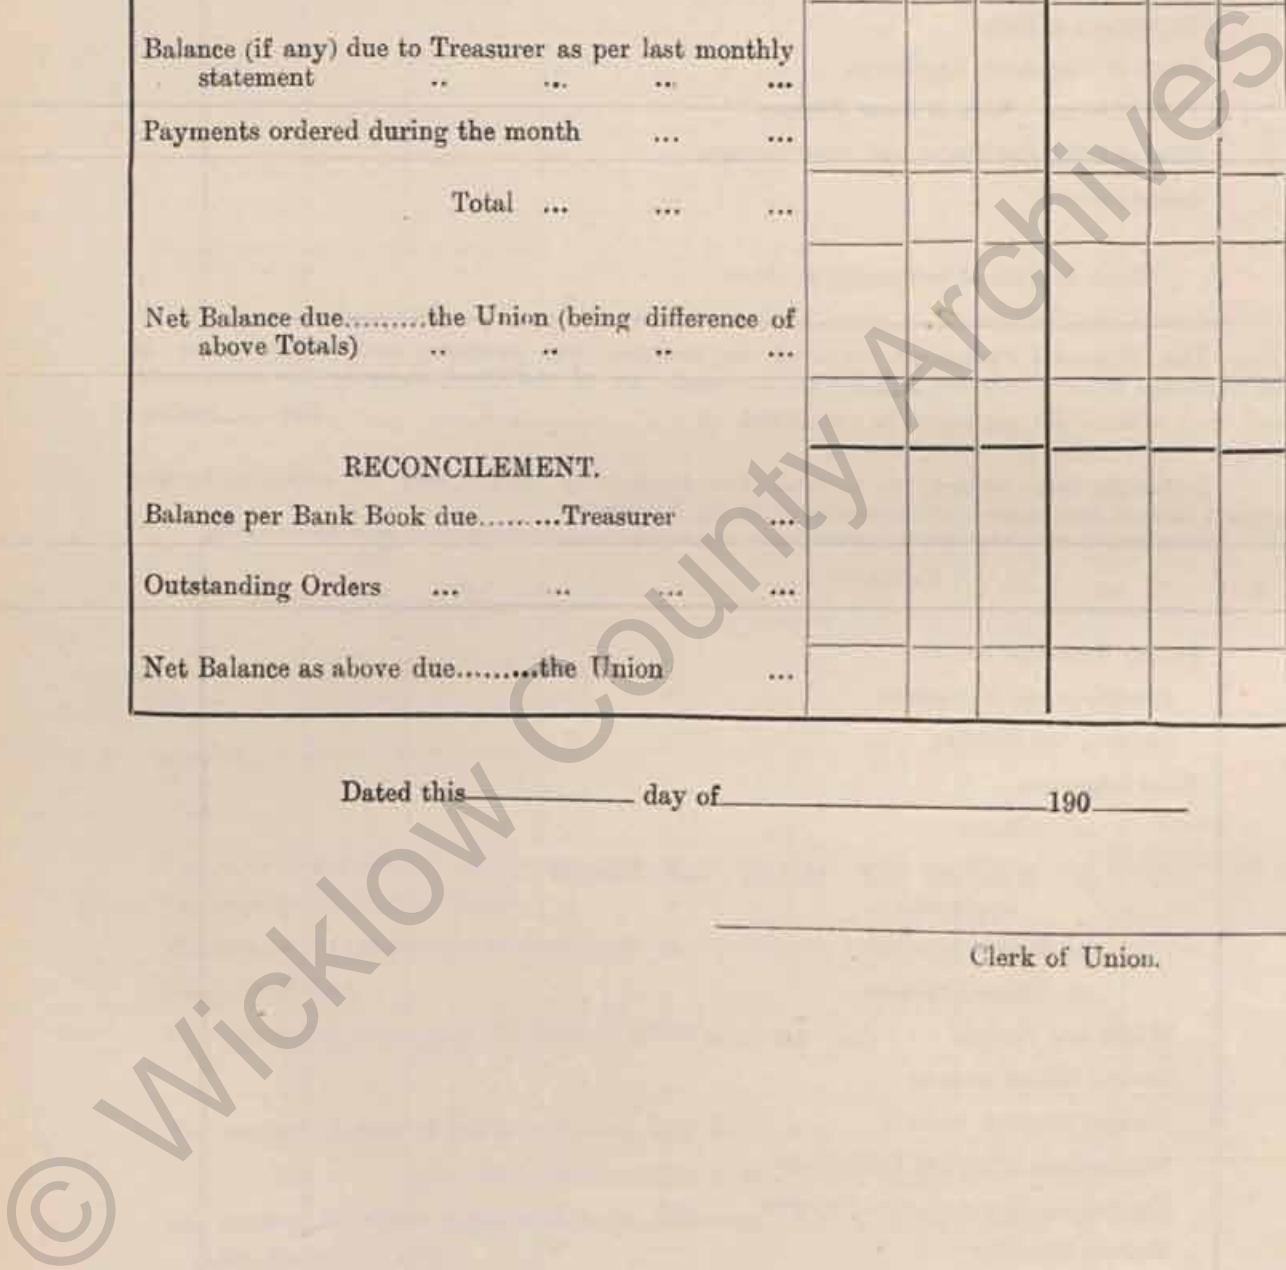 Balance (if any) due to Treasurer as per last monthly
statement .. ... .. ...
Payments ordered during the month ... ...
Total ... ... ...
Net Balance due.........the Union (being difference of
above Totals) .. .. .. ...
RECONCILEMENT.
Balance per Bank Book due.........Treasurer ...
Outstanding Orders ... .. ... ...
Net Balance as above due.........the Union ...
Dated this day of 190
Clerk of Union.
© Wicklow County Archives